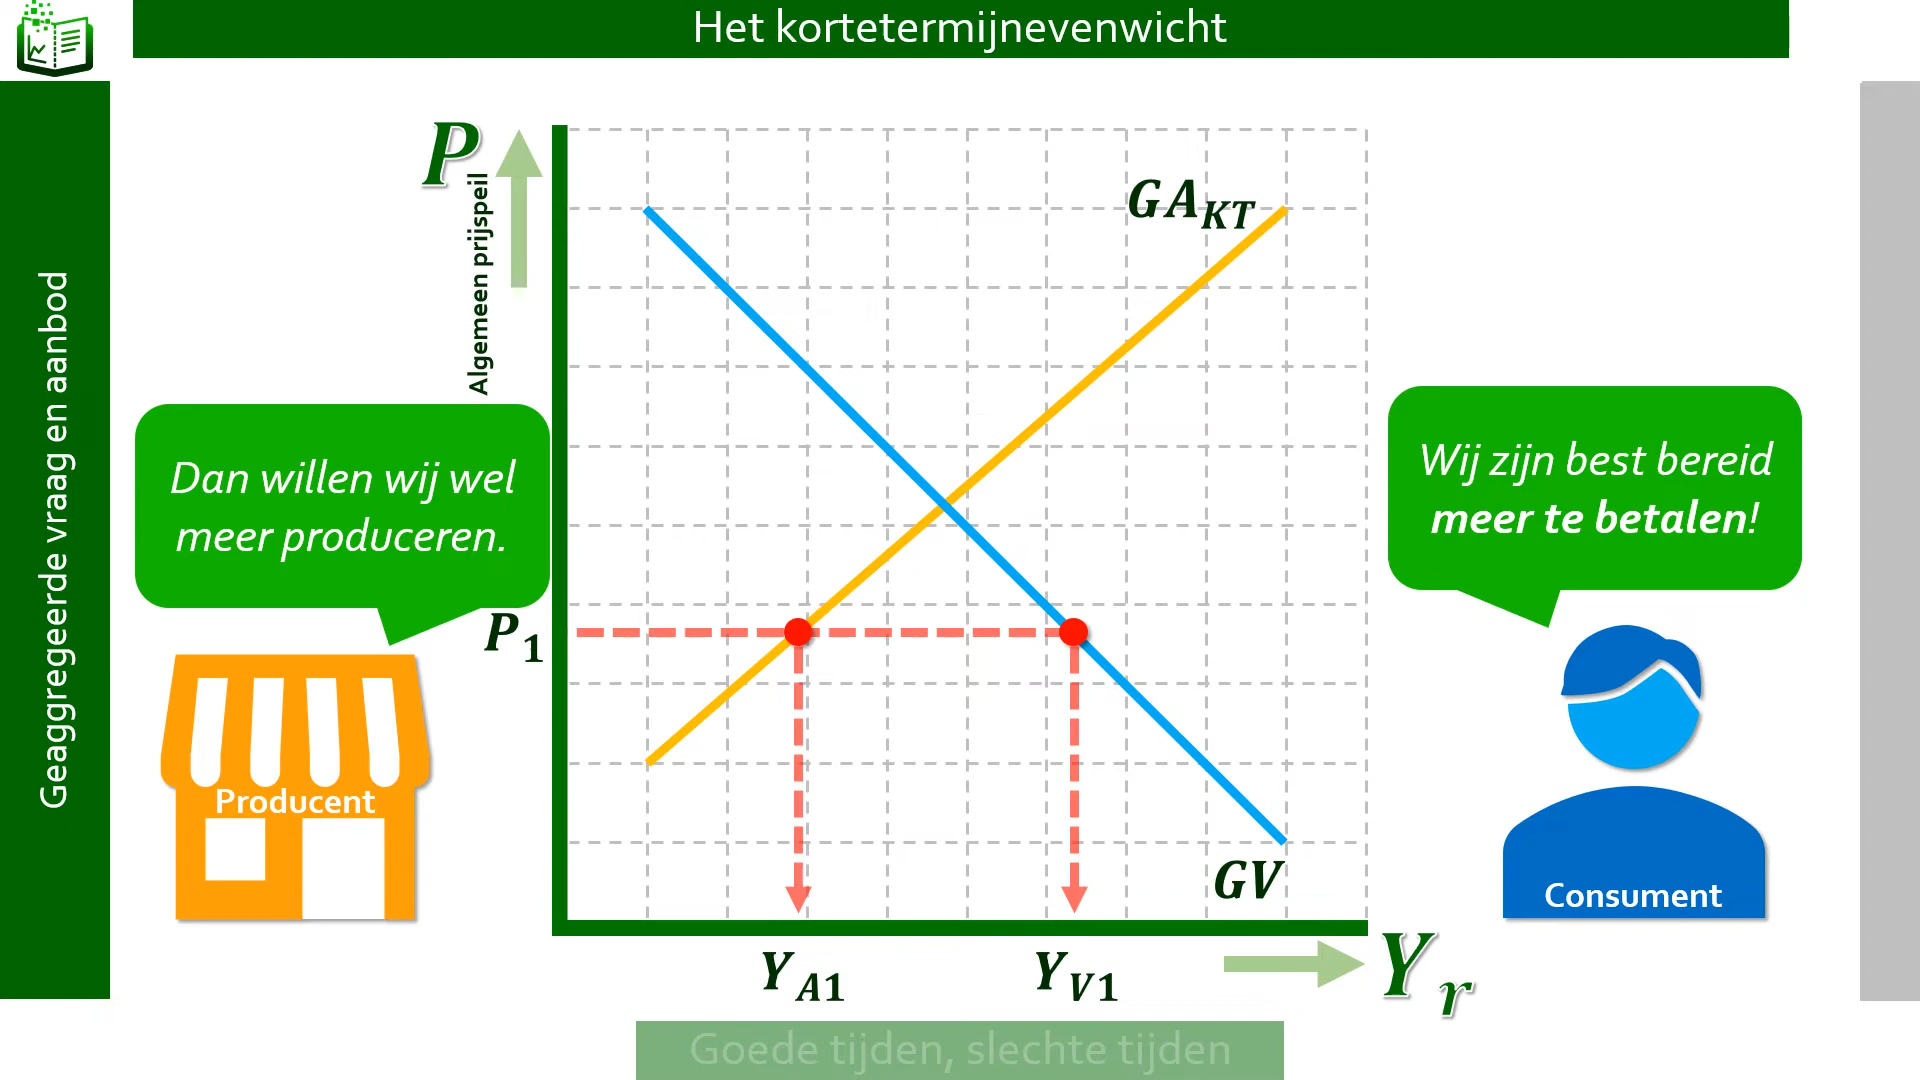 Het kortetermijnevenwicht
Geaggregeerde vraag en aanbod
P
Algemeen prijspeil
GA_KT
Dan willen wij wel
meer produceren.
Wij zijn best bereid
meer te betalen!
P_1
Producent
Consument
GV
Y_A1
Y_V1
Y_r
Goede tijden, slechte tijden